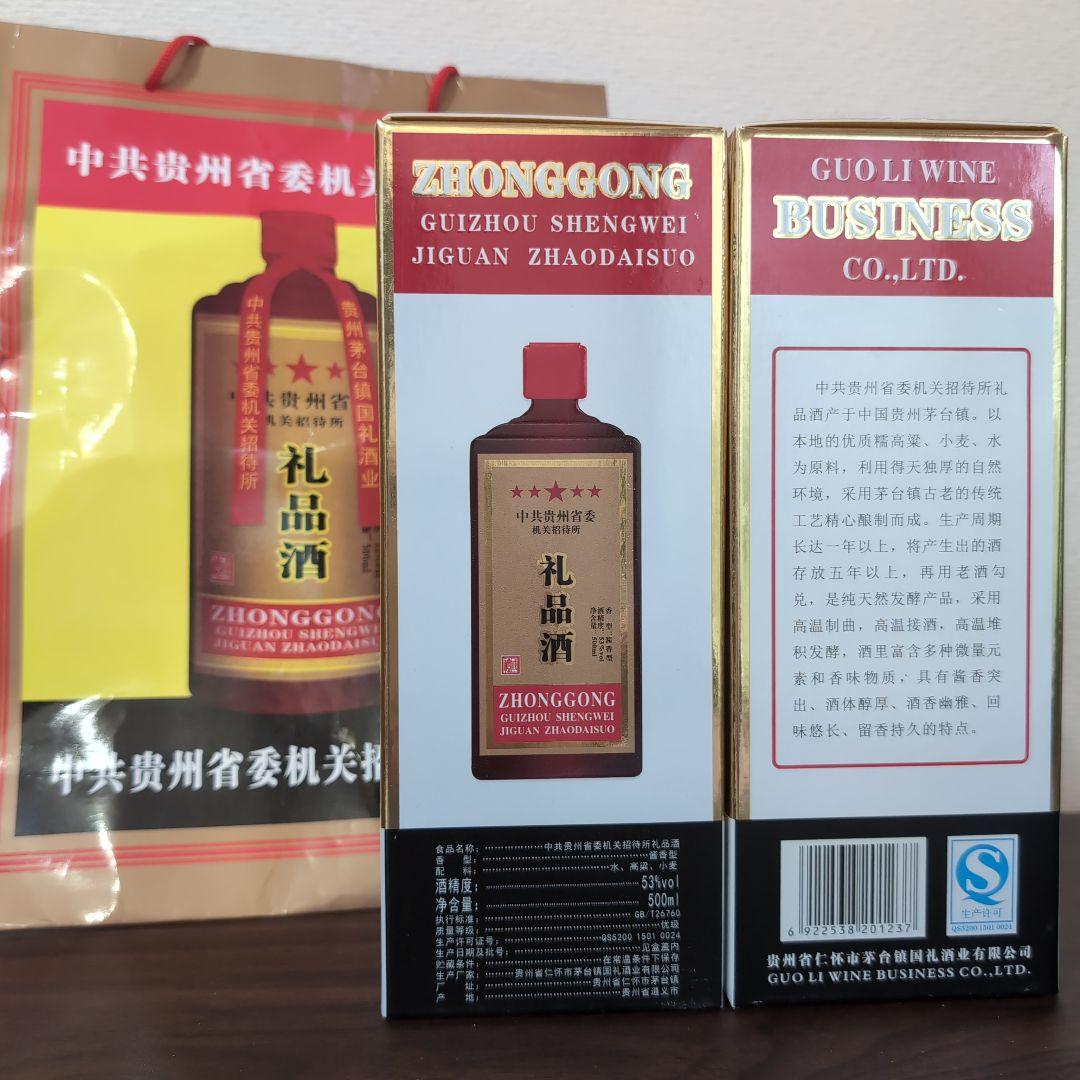 中共贵州省委机关
中共贵州省委机关招待所
贵州茅台镇国礼酒业
中共贵州省
机关招待所
礼品酒
500ml
ZHONGGONG
GUIZHOU SHENGWEI
JIGUAN ZHAODAISUO
中共贵州省委机关招
ZHONGGONG
GUIZHOU SHENGWEI
JIGUAN ZHAODAISUO
中共贵州省委
机关招待所
礼品酒
香 型:酱香型
酒精度:53%vol
净含量:500ml
ZHONGGONG
GUIZHOU SHENGWEI
JIGUAN ZHAODAISUO
食品名称:中共贵州省委机关招待所礼品酒
香 型:酱香型
配 料:水、高粱、小麦
酒精度:53%vol
净含量:500ml
执行标准:GB/T26760
质量等级:优级
生产许可证号:QS5200 1501 0024
生产日期及批号:见盒盖内
贮藏条件:在常温条件下保存
生产厂家:贵州省仁怀市茅台镇国礼酒业有限公司
厂 址:贵州省仁怀市茅台镇
产 地:贵州省遵义市
GUO LI WINE
BUSINESS
CO.,LTD.
中共贵州省委机关招待所礼
品酒产于中国贵州茅台镇。以
本地的优质糯高粱、小麦、水
为原料，利用得天独厚的自然
环境，采用茅台镇古老的传统
工艺精心酿制而成。生产周期
长达一年以上，将产生出的酒
存放五年以上，再用老酒勾
兑，是纯天然发酵产品，采用
高温制曲，高温接酒，高温堆
积发酵，酒里富含多种微量元
素和香味物质，具有酱香突
出、酒体醇厚、酒香幽雅、回
味悠长、留香持久的特点。
6 922538 201237
生产许可
QS5200 1501 0024
贵州省仁怀市茅台镇国礼酒业有限公司
GUO LI WINE BUSINESS CO.,LTD.